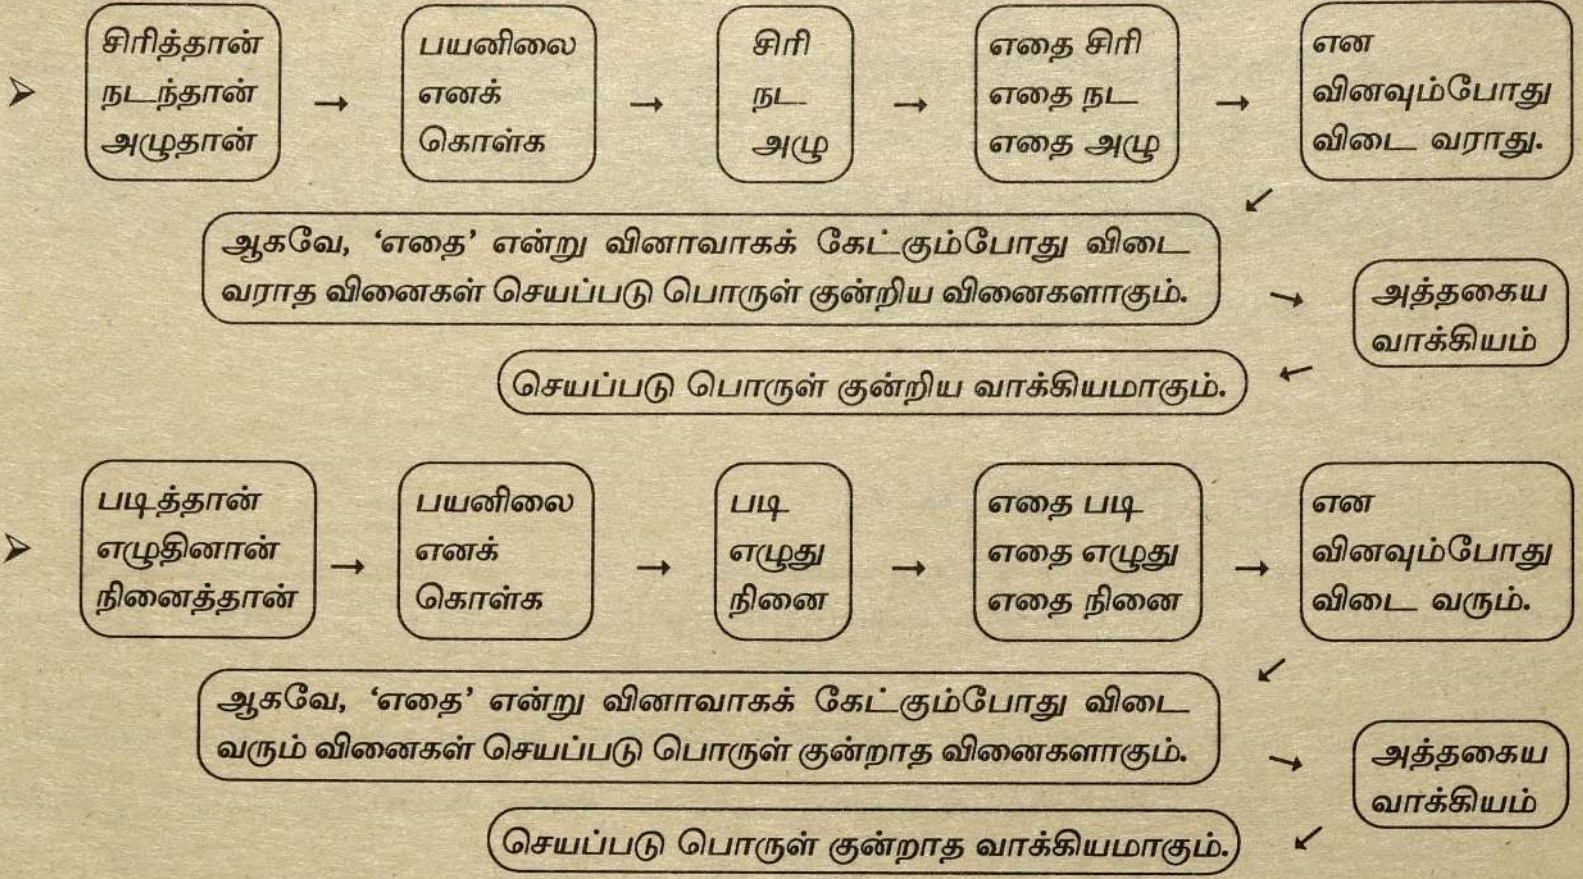 சிரித்தான்
நடந்தான்
அழுதான்
→
பயனிலை
எனக்
கொள்க
→
சிரி
நட
அழு
→
எதை சிரி
எதை நட
எதை அழு
→
என
வினவும்போது
விடை வராது.
ஆகவே, ‘எதை’ என்று வினாவாகக் கேட்கும்போது விடை
வராத வினைகள் செயப்படு பொருள் குன்றிய வினைகளாகும்.
அத்தகைய
வாக்கியம்
செயப்படு பொருள் குன்றிய வாக்கியமாகும்.
படித்தான்
எழுதினான்
நினைத்தான்
→
பயனிலை
எனக்
கொள்க
→
படி
எழுது
நினை
→
எதை படி
எதை எழுது
எதை நினை
→
என
வினவும்போது
விடை வரும்.
ஆகவே, ‘எதை’ என்று வினாவாகக் கேட்கும்போது விடை
வரும் வினைகள் செயப்படு பொருள் குன்றாத வினைகளாகும்.
அத்தகைய
வாக்கியம்
செயப்படு பொருள் குன்றாத வாக்கியமாகும்.